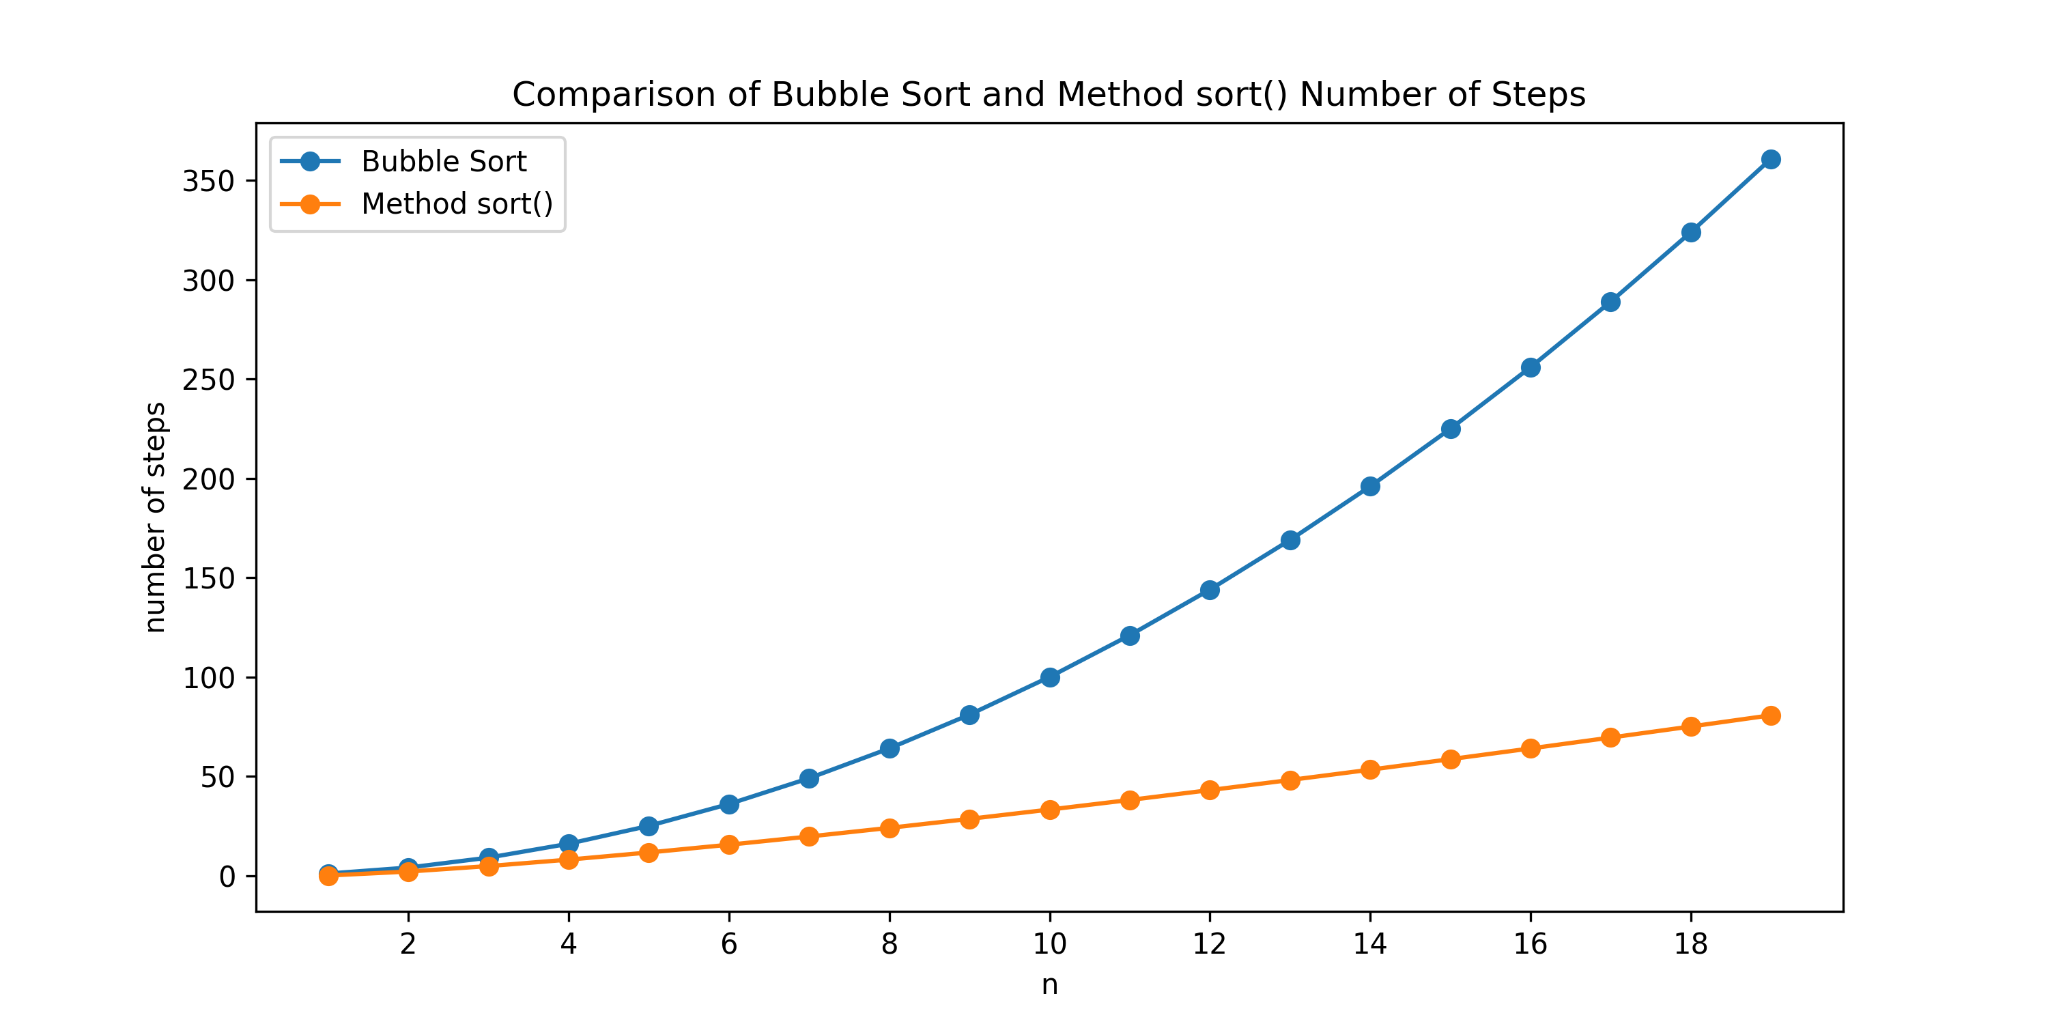 Comparison of Bubble Sort and Method sort() Number of Steps
Bubble Sort
Method sort()
350
300
250
200
150
100
50
0
number of steps
2 4 6 8 10 12 14 16 18
n